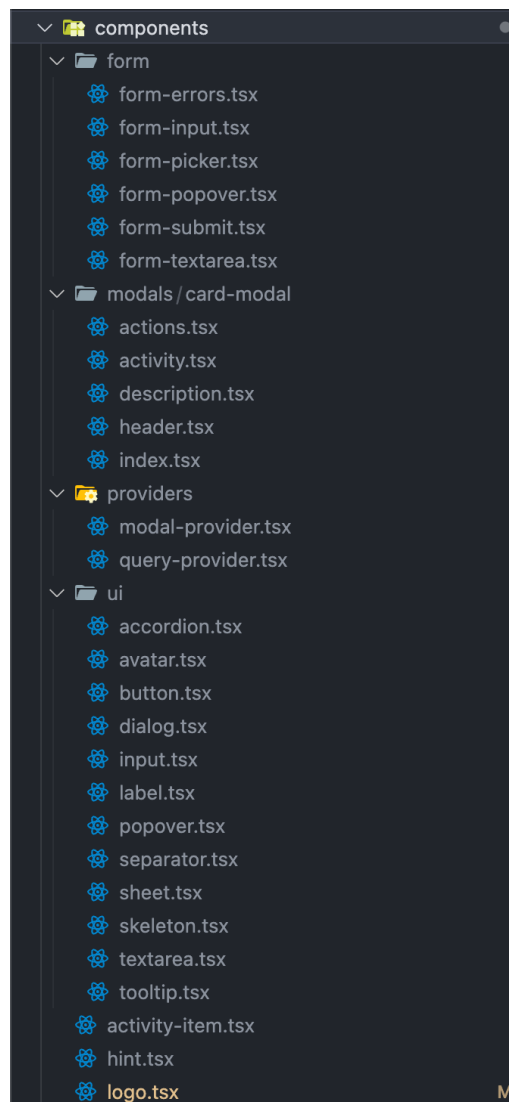 components
form
form-errors.tsx
form-input.tsx
form-picker.tsx
form-popover.tsx
form-submit.tsx
form-textarea.tsx
modals/card-modal
actions.tsx
activity.tsx
description.tsx
header.tsx
index.tsx
providers
modal-provider.tsx
query-provider.tsx
ui
accordion.tsx
avatar.tsx
button.tsx
dialog.tsx
input.tsx
label.tsx
popover.tsx
separator.tsx
sheet.tsx
skeleton.tsx
textarea.tsx
tooltip.tsx
activity-item.tsx
hint.tsx
logo.tsx M